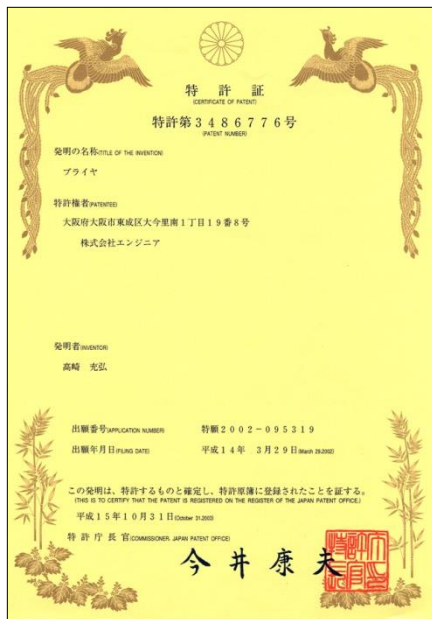 特許証
(CERTIFICATE OF PATENT)
特許第3486776号
(PATENT NUMBER)
発明の名称(TITLE OF THE INVENTION)
プライヤ
特許権者(PATENTEE)
大阪府大阪市東成区大今里南1丁目19番8号
株式会社エンジニア
発明者(INVENTOR)
高崎 充弘
出願番号(APPLICATION NUMBER) 特願2002-095319
出願年月日(FILING DATE) 平成14年 3月29日(March 29,2002)
この発明は、特許するものと確定し、特許原簿に登録されたことを証する。
(THIS IS TO CERTIFY THAT THE PATENT IS REGISTERED ON THE REGISTER OF THE JAPAN PATENT OFFICE.)
平成15年10月31日(October 31,2003)
特許庁長官(COMMISSIONER, JAPAN PATENT OFFICE)
今井康夫